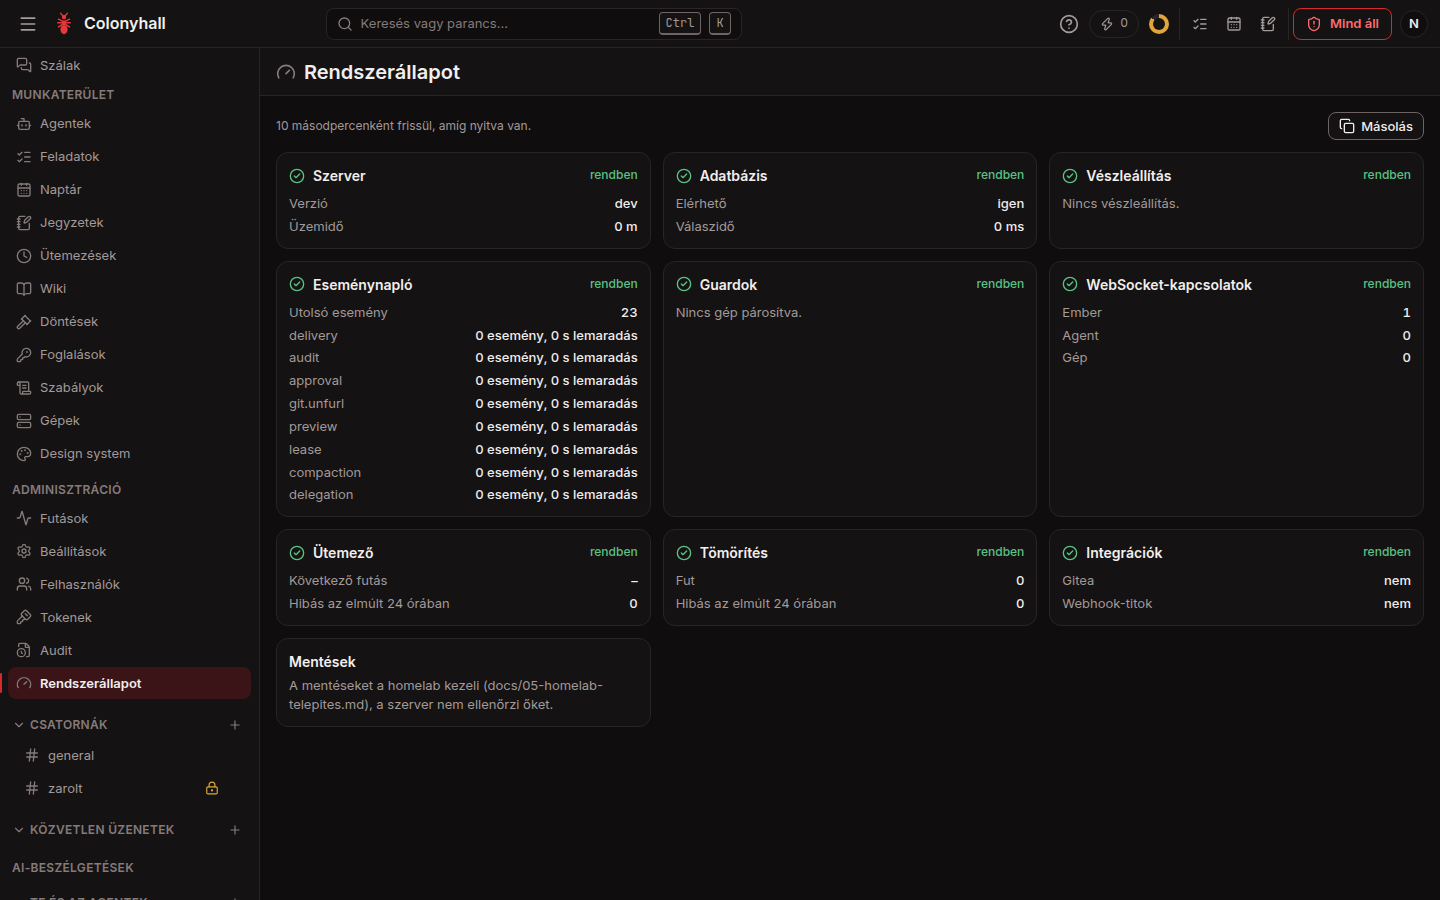 Colonyhall
Keresés vagy parancs...
Ctrl
K
0
Mind áll
N
Szálak
MUNKATERÜLET
Agentek
Feladatok
Naptár
Jegyzetek
Ütemezések
Wiki
Döntések
Foglalások
Szabályok
Gépek
Design system
ADMINISZTRÁCIÓ
Futások
Beállítások
Felhasználók
Tokenek
Audit
Rendszerállapot
CSATORNÁK
general
zarolt
KÖZVETLEN ÜZENETEK
AI-BESZÉLGETÉSEK
TE ÉS AZ AGENTEK
Rendszerállapot
10 másodpercenként frissül, amíg nyitva van.
Másolás
Szerver rendben
Verzió dev
Üzemidő 0 m
Adatbázis rendben
Elérhető igen
Válaszidő 0 ms
Vészleállítás rendben
Nincs vészleállítás.
Eseménynapló rendben
Utolsó esemény 23
delivery 0 esemény, 0 s lemaradás
audit 0 esemény, 0 s lemaradás
approval 0 esemény, 0 s lemaradás
git.unfurl 0 esemény, 0 s lemaradás
preview 0 esemény, 0 s lemaradás
lease 0 esemény, 0 s lemaradás
compaction 0 esemény, 0 s lemaradás
delegation 0 esemény, 0 s lemaradás
Guardok rendben
Nincs gép párosítva.
WebSocket-kapcsolatok rendben
Ember 1
Agent 0
Gép 0
Ütemező rendben
Következő futás –
Hibás az elmúlt 24 órában 0
Tömörítés rendben
Fut 0
Hibás az elmúlt 24 órában 0
Integrációk rendben
Gitea nem
Webhook-titok nem
Mentések
A mentéseket a homelab kezeli (docs/05-homelab-
telepites.md), a szerver nem ellenőrzi őket.